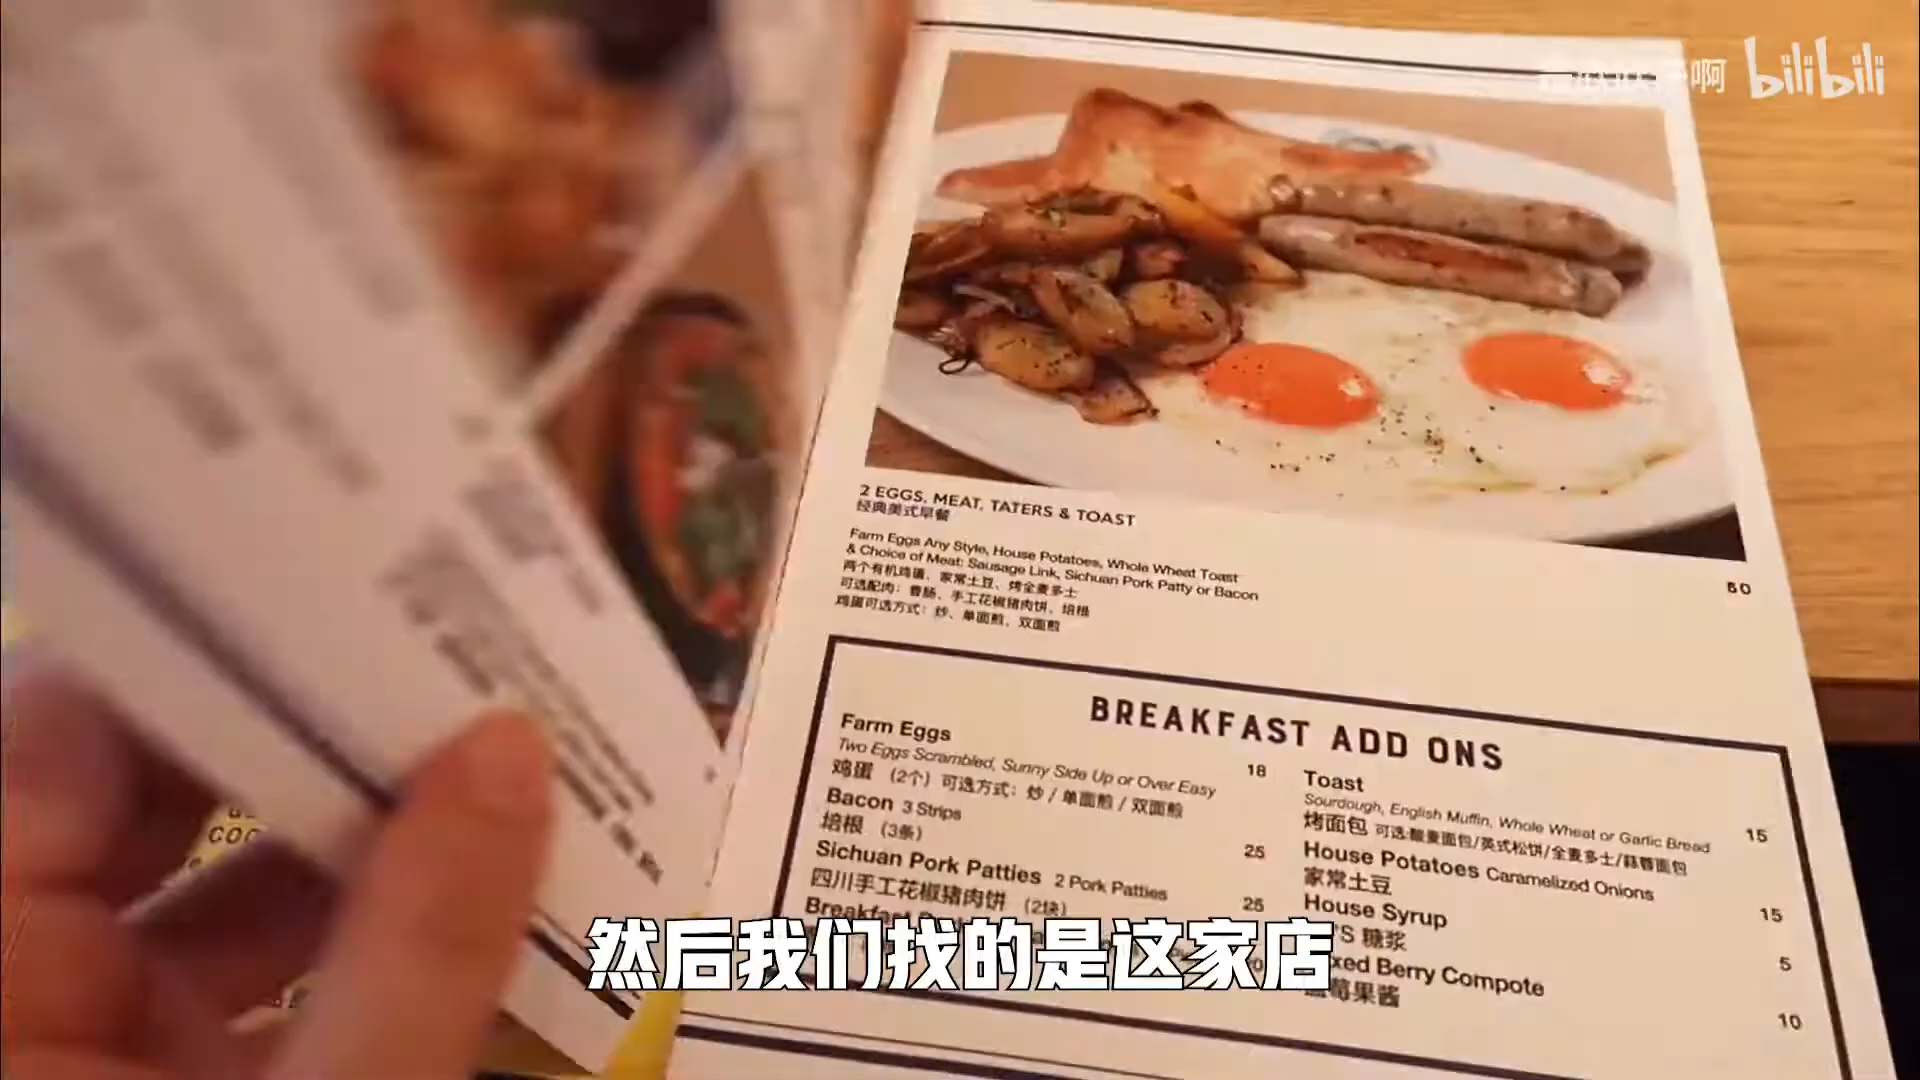 啊 bilibili
2 EGGS, MEAT, TATERS & TOAST
经典美式早餐
Farm Eggs Any Style, House Potatoes, Whole Wheat Toast
& Choice of Meat: Sausage Link, Sichuan Pork Patty or Bacon
两个有机鸡蛋、家常土豆、烤全麦多士
可选配肉：香肠、手工花椒猪肉饼、培根
鸡蛋可选方式：炒、单面煎、双面煎
60
BREAKFAST ADD ONS
Farm Eggs
Two Eggs Scrambled, Sunny Side Up or Over Easy 18
鸡蛋 （2个）可选方式：炒 / 单面煎 / 双面煎
Bacon 3 Strips
培根 （3条） 25
Sichuan Pork Patties 2 Pork Patties
四川手工花椒猪肉饼 （2块） 25
Breakfast
Toast
Sourdough, English Muffin, Whole Wheat or Garlic Bread 15
烤面包 可选:酸麦面包/英式松饼/全麦多士/蒜蓉面包
House Potatoes Caramelized Onions
家常土豆 15
House Syrup
'S 糖浆 5
xed Berry Compote
莓果酱 10
然后我们找的是这家店
COO